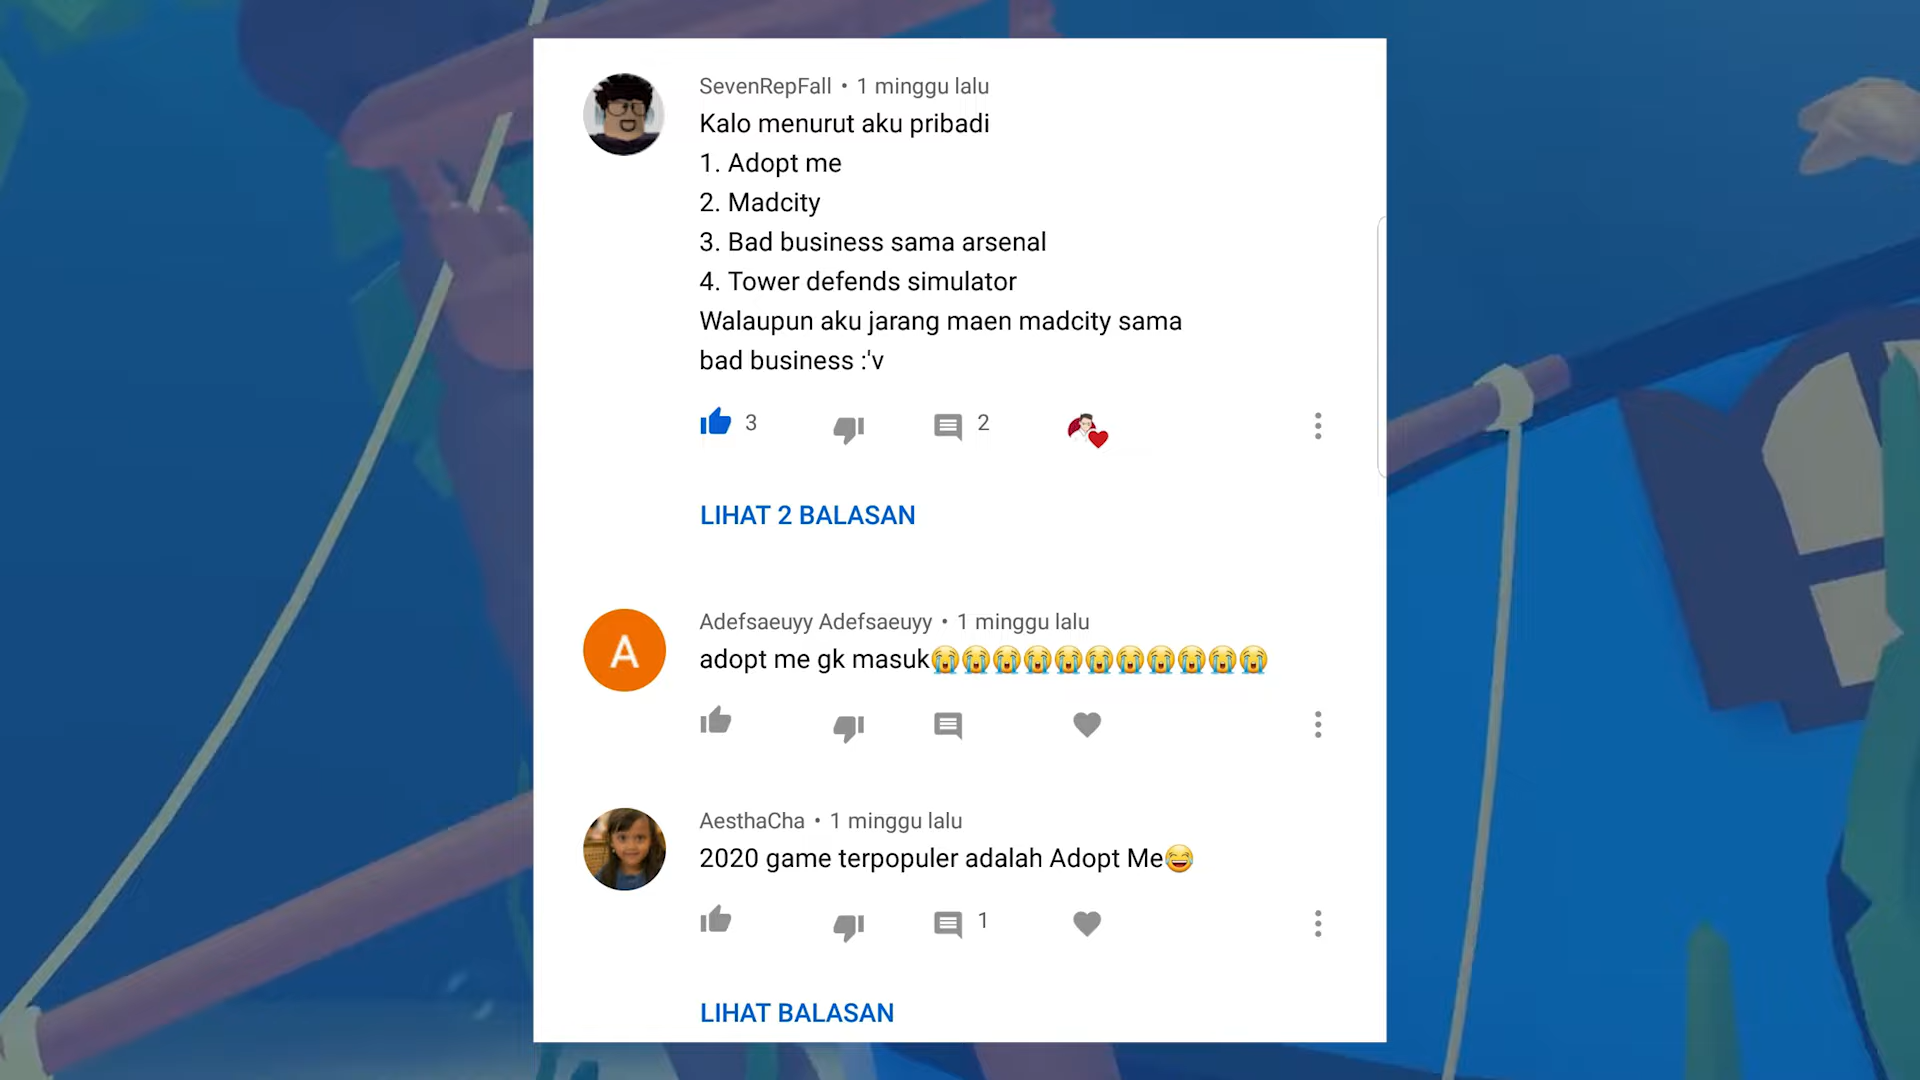 SevenRepFall • 1 minggu lalu
Kalo menurut aku pribadi
1. Adopt me
2. Madcity
3. Bad business sama arsenal
4. Tower defends simulator
Walaupun aku jarang maen madcity sama
bad business :'v
3 2
LIHAT 2 BALASAN
A
Adefsaeuyy Adefsaeuyy • 1 minggu lalu
adopt me gk masuk😭😭😭😭😭😭😭😭😭😭😭
AesthaCha • 1 minggu lalu
2020 game terpopuler adalah Adopt Me😂
1
LIHAT BALASAN